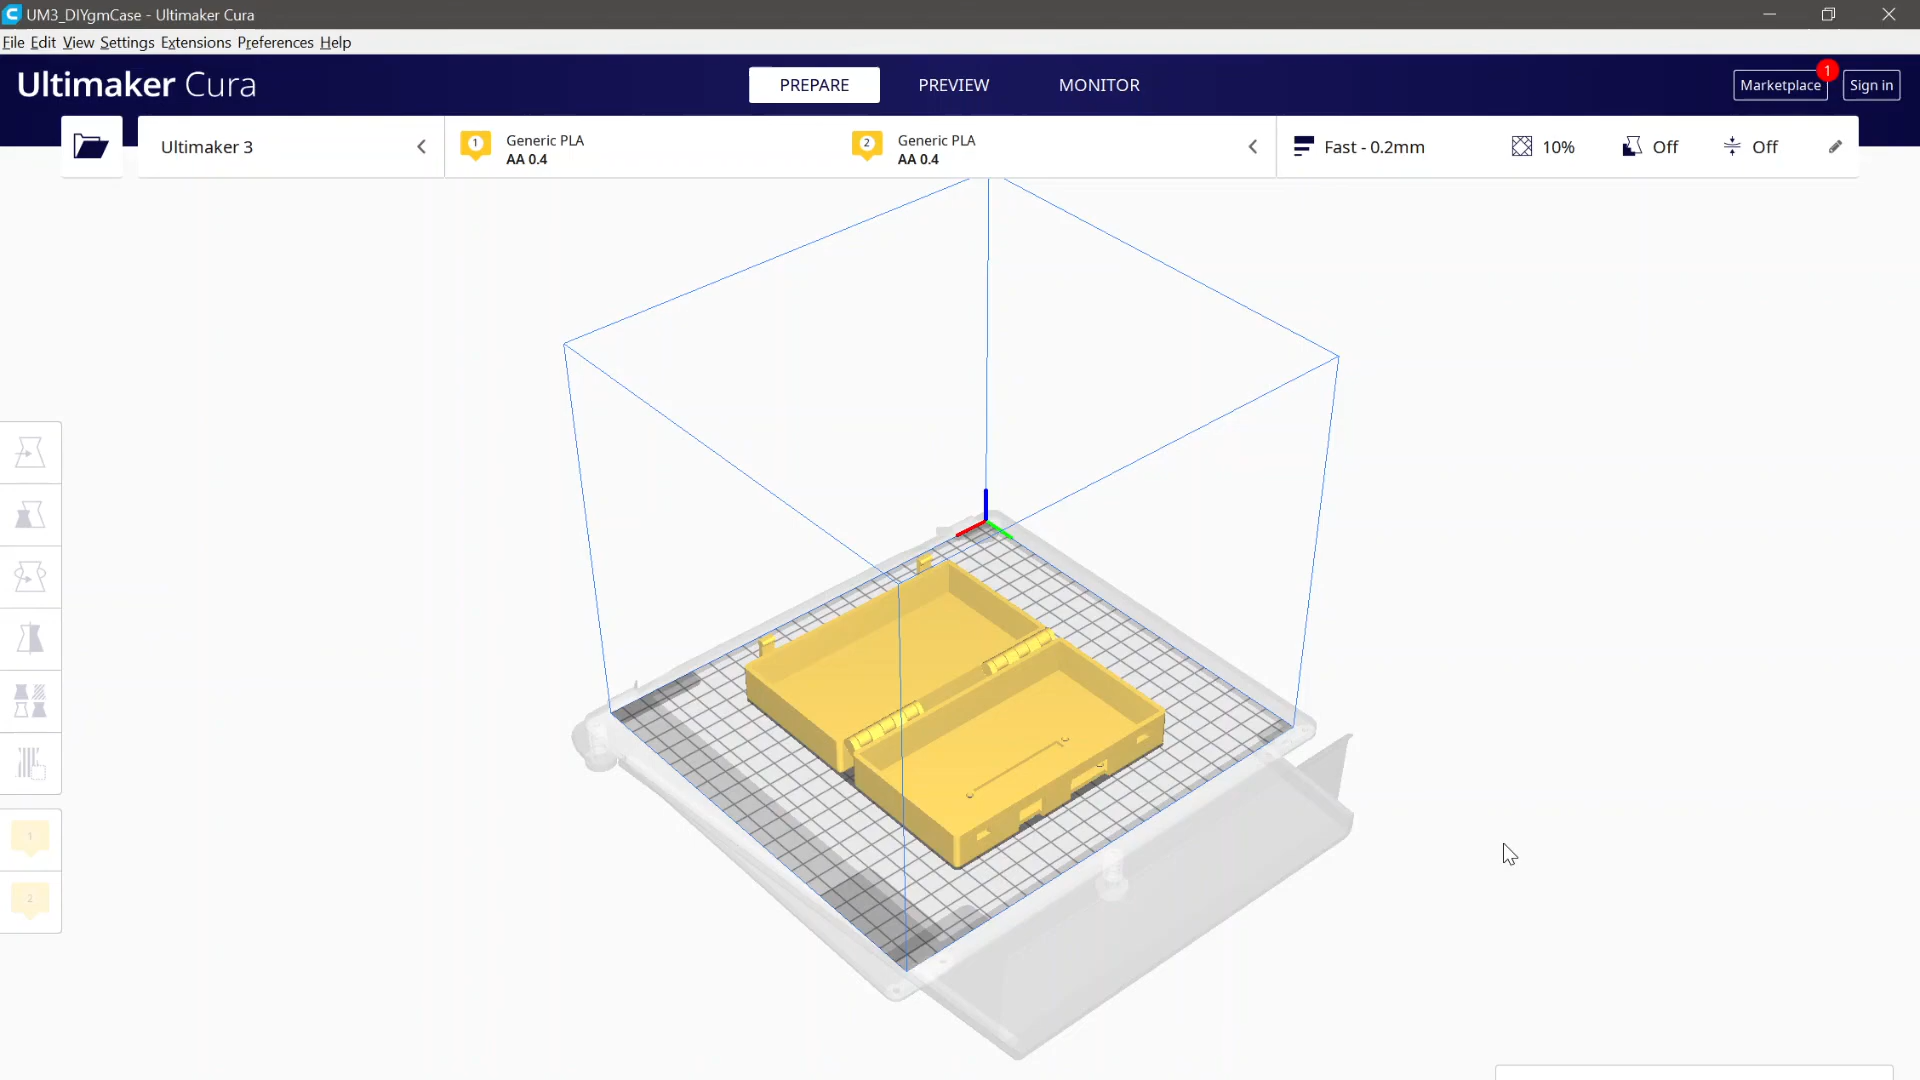 UM3_DIYgmCase - Ultimaker Cura
File Edit View Settings Extensions Preferences Help
Ultimaker Cura
PREPARE
PREVIEW
MONITOR
Marketplace
1
Sign in
Ultimaker 3
1
Generic PLA
AA 0.4
2
Generic PLA
AA 0.4
Fast - 0.2mm
10%
Off
Off
1
2